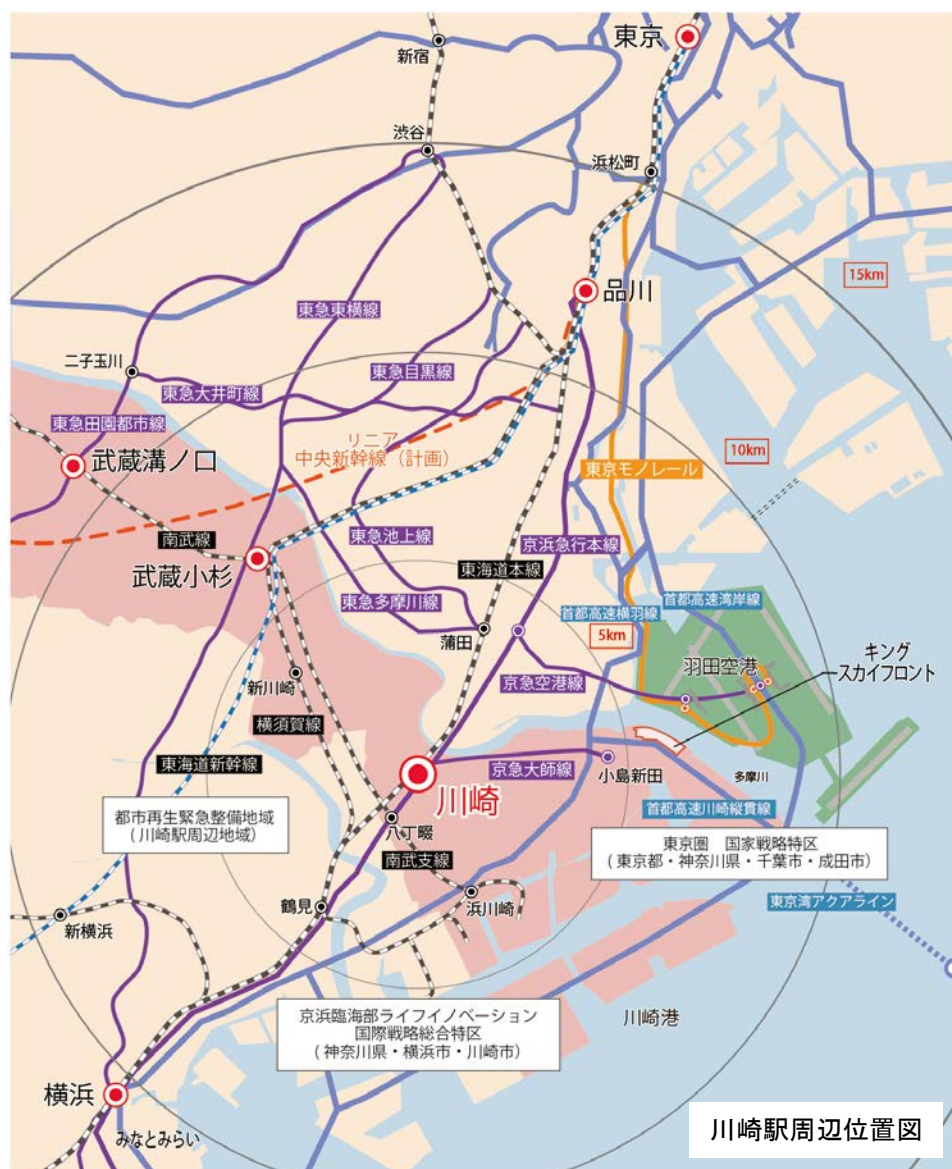 東京
新宿
渋谷
浜松町
15km
品川
東急東横線
二子玉川
東急目黒線
東急大井町線
東急田園都市線
リニア
中央新幹線（計画）
10km
武蔵溝ノ口
東京モノレール
南武線
東急池上線
京浜急行本線
武蔵小杉
東海道本線
東急多摩川線
首都高速横羽線
首都高速湾岸線
蒲田
5km
羽田空港
キング
スカイフロント
新川崎
京急空港線
横須賀線
東海道新幹線
京急大師線
小島新田
多摩川
川崎
首都高速川崎縦貫線
都市再生緊急整備地域
（川崎駅周辺地域）
八丁畷
東京圏　国家戦略特区
（東京都・神奈川県・千葉市・成田市）
南武支線
浜川崎
東京湾アクアライン
鶴見
新横浜
京浜臨海部ライフイノベーション
国際戦略総合特区
（神奈川県・横浜市・川崎市）
川崎港
横浜
みなとみらい
川崎駅周辺位置図